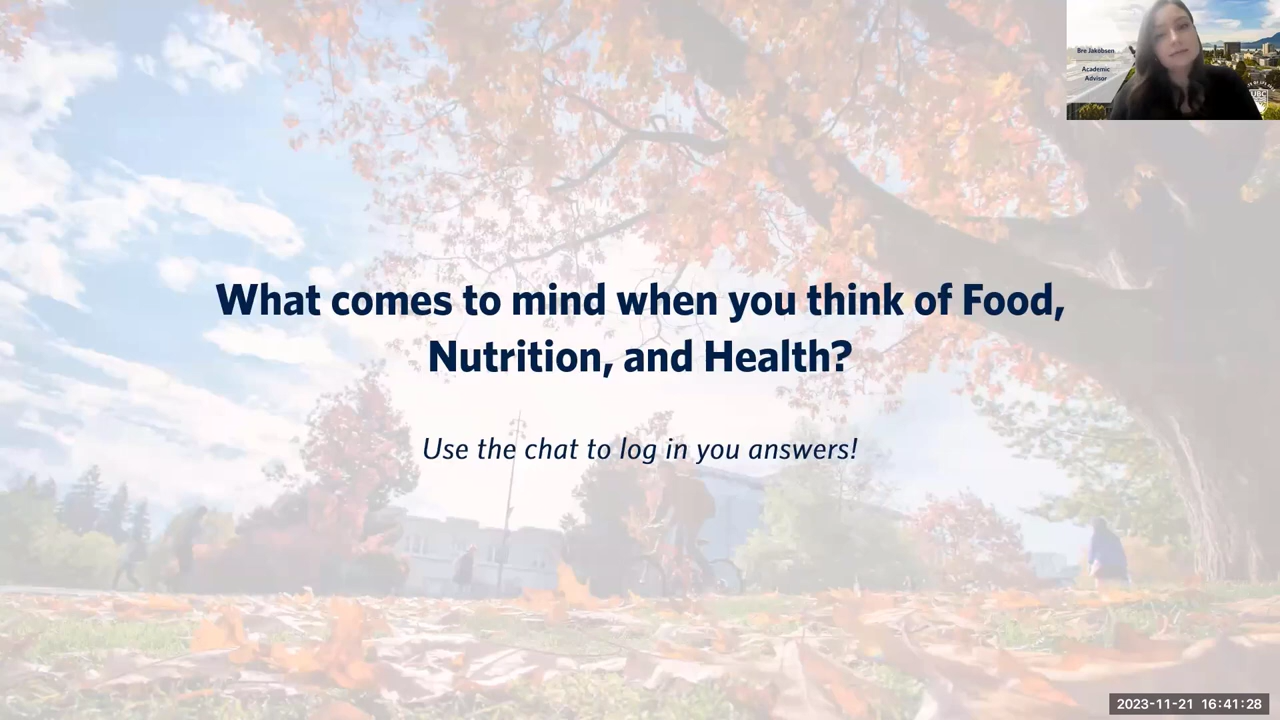 Bre Jakobsen
Academic
Advisor
UBC
What comes to mind when you think of Food,
Nutrition, and Health?
Use the chat to log in you answers!
2023-11-21 16:41:28